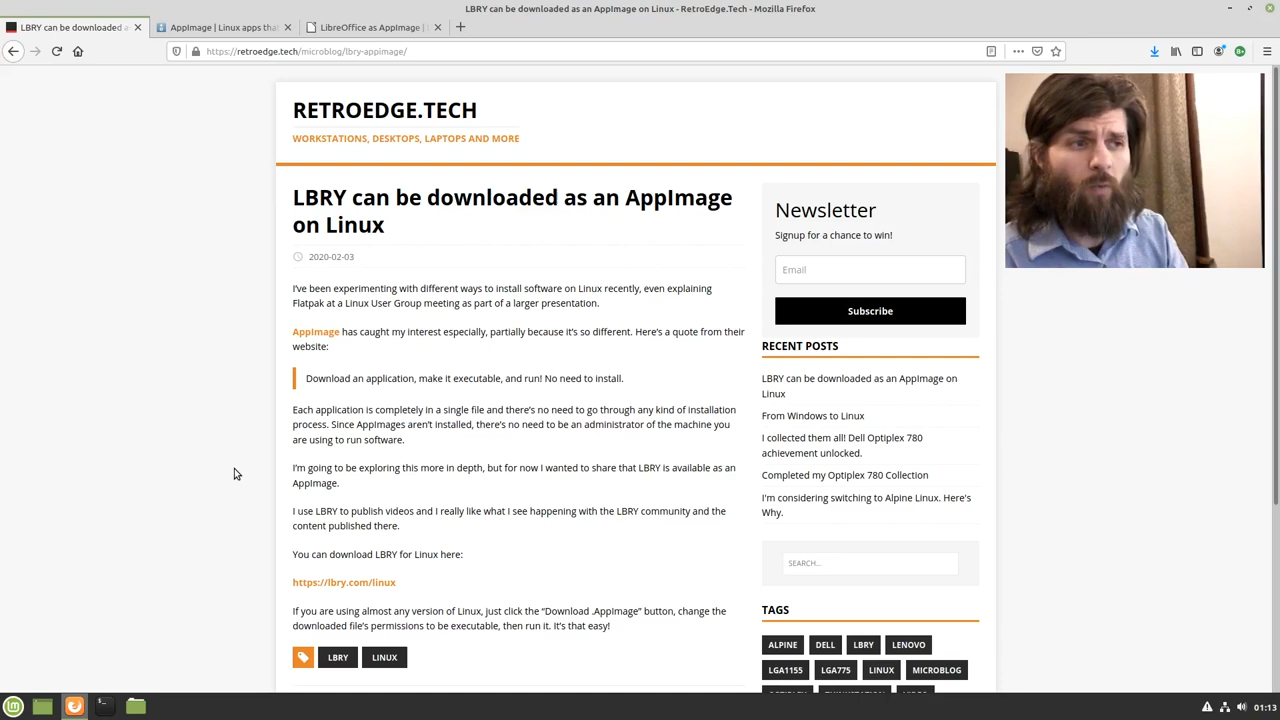 LBRY can be downloaded as an AppImage on Linux - RetroEdge.Tech - Mozilla Firefox
LBRY can be downloaded a
AppImage | Linux apps tha
LibreOffice as AppImage |
https://retroedge.tech/microblog/lbry-appimage/
RETROEDGE.TECH
WORKSTATIONS, DESKTOPS, LAPTOPS AND MORE
LBRY can be downloaded as an AppImage
on Linux
2020-02-03
I've been experimenting with different ways to install software on Linux recently, even explaining
Flatpak at a Linux User Group meeting as part of a larger presentation.
AppImage has caught my interest especially, partially because it's so different. Here's a quote from their
website:
Download an application, make it executable, and run! No need to install.
Each application is completely in a single file and there's no need to go through any kind of installation
process. Since AppImages aren't installed, there's no need to be an administrator of the machine you
are using to run software.
I'm going to be exploring this more in depth, but for now I wanted to share that LBRY is available as an
AppImage.
I use LBRY to publish videos and I really like what I see happening with the LBRY community and the
content published there.
You can download LBRY for Linux here:
https://lbry.com/linux
If you are using almost any version of Linux, just click the "Download .AppImage" button, change the
downloaded file's permissions to be executable, then run it. It's that easy!
LBRY
LINUX
Newsletter
Signup for a chance to win!
Email
Subscribe
RECENT POSTS
LBRY can be downloaded as an AppImage on
Linux
From Windows to Linux
I collected them all! Dell Optiplex 780
achievement unlocked.
Completed my Optiplex 780 Collection
I'm considering switching to Alpine Linux. Here's
Why.
SEARCH...
TAGS
ALPINE
DELL
LBRY
LENOVO
LGA1155
LGA775
LINUX
MICROBLOG
01:13